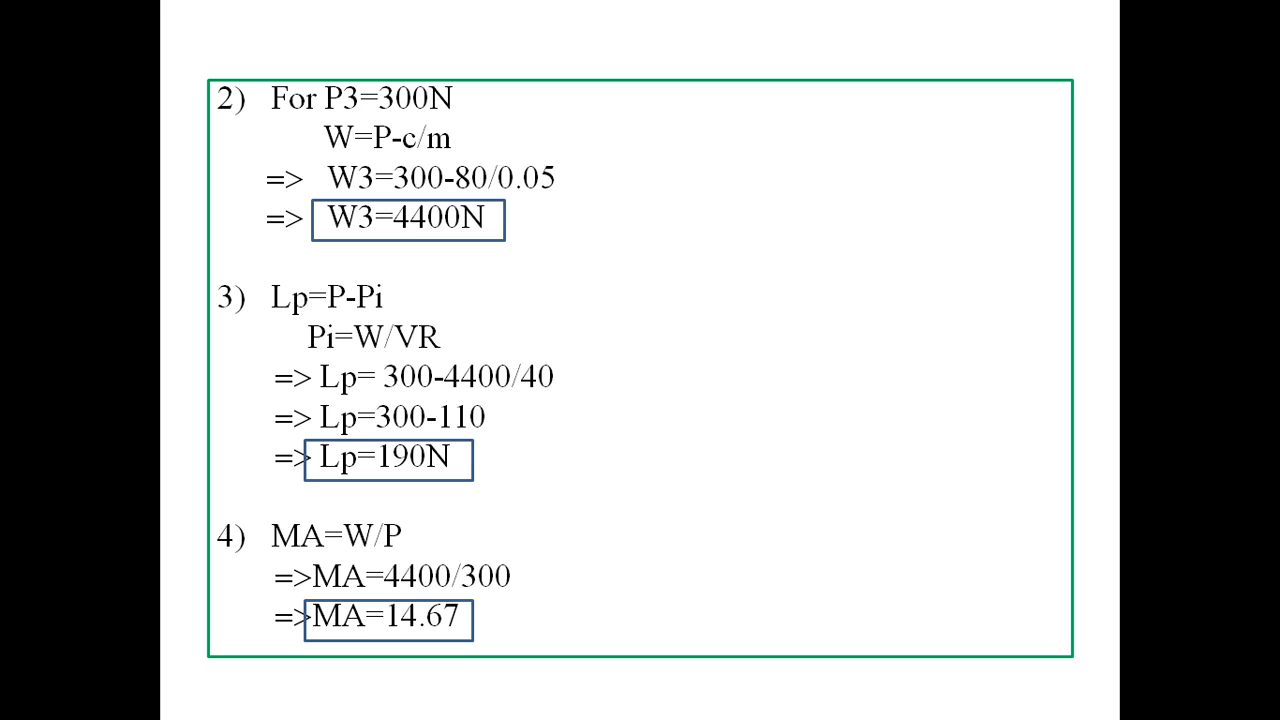 2) For P3=300N
W=P-c/m
=> W3=300-80/0.05
=> W3=4400N
3) Lp=P-Pi
Pi=W/VR
=> Lp= 300-4400/40
=> Lp=300-110
=> Lp=190N
4) MA=W/P
=>MA=4400/300
=>MA=14.67